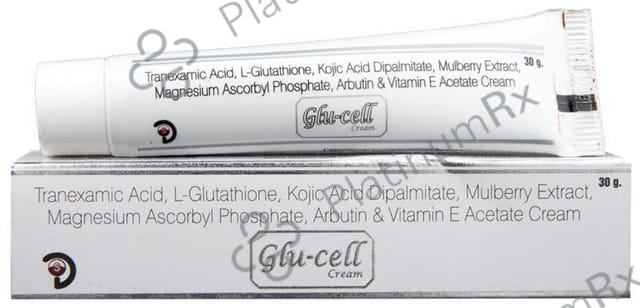 Tranexamic Acid, L-Glutathione, Kojic Acid Dipalmitate, Mulberry Extract, 30 g.
Magnesium Ascorbyl Phosphate, Arbutin & Vitamin E Acetate Cream
Glu-cell
Cream
Tranexamic Acid, L-Glutathione, Kojic Acid Dipalmitate, Mulberry Extract, 30 g.
Magnesium Ascorbyl Phosphate, Arbutin & Vitamin E Acetate Cream
Glu-cell
Cream
PlatinumRx